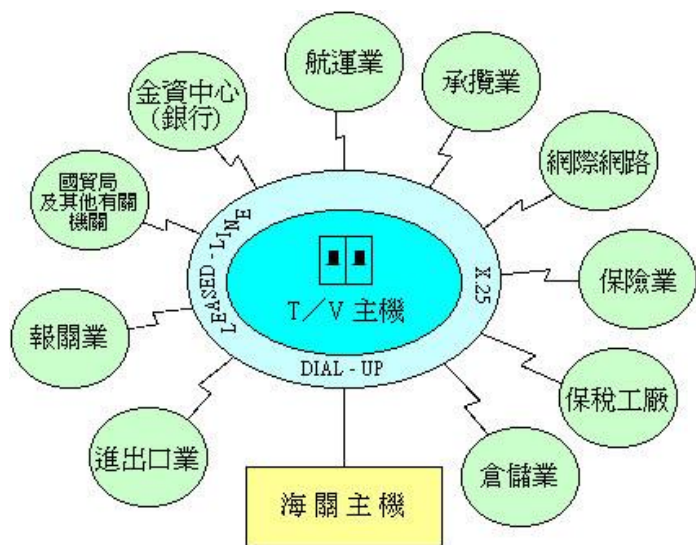 航運業
承攬業
金資中心
(銀行)
網際網路
國貿局
及其他有關
機關
保險業
LEASED-LINE
X.25
T／V 主機
DIAL - UP
報關業
保稅工廠
進出口業
倉儲業
海關主機